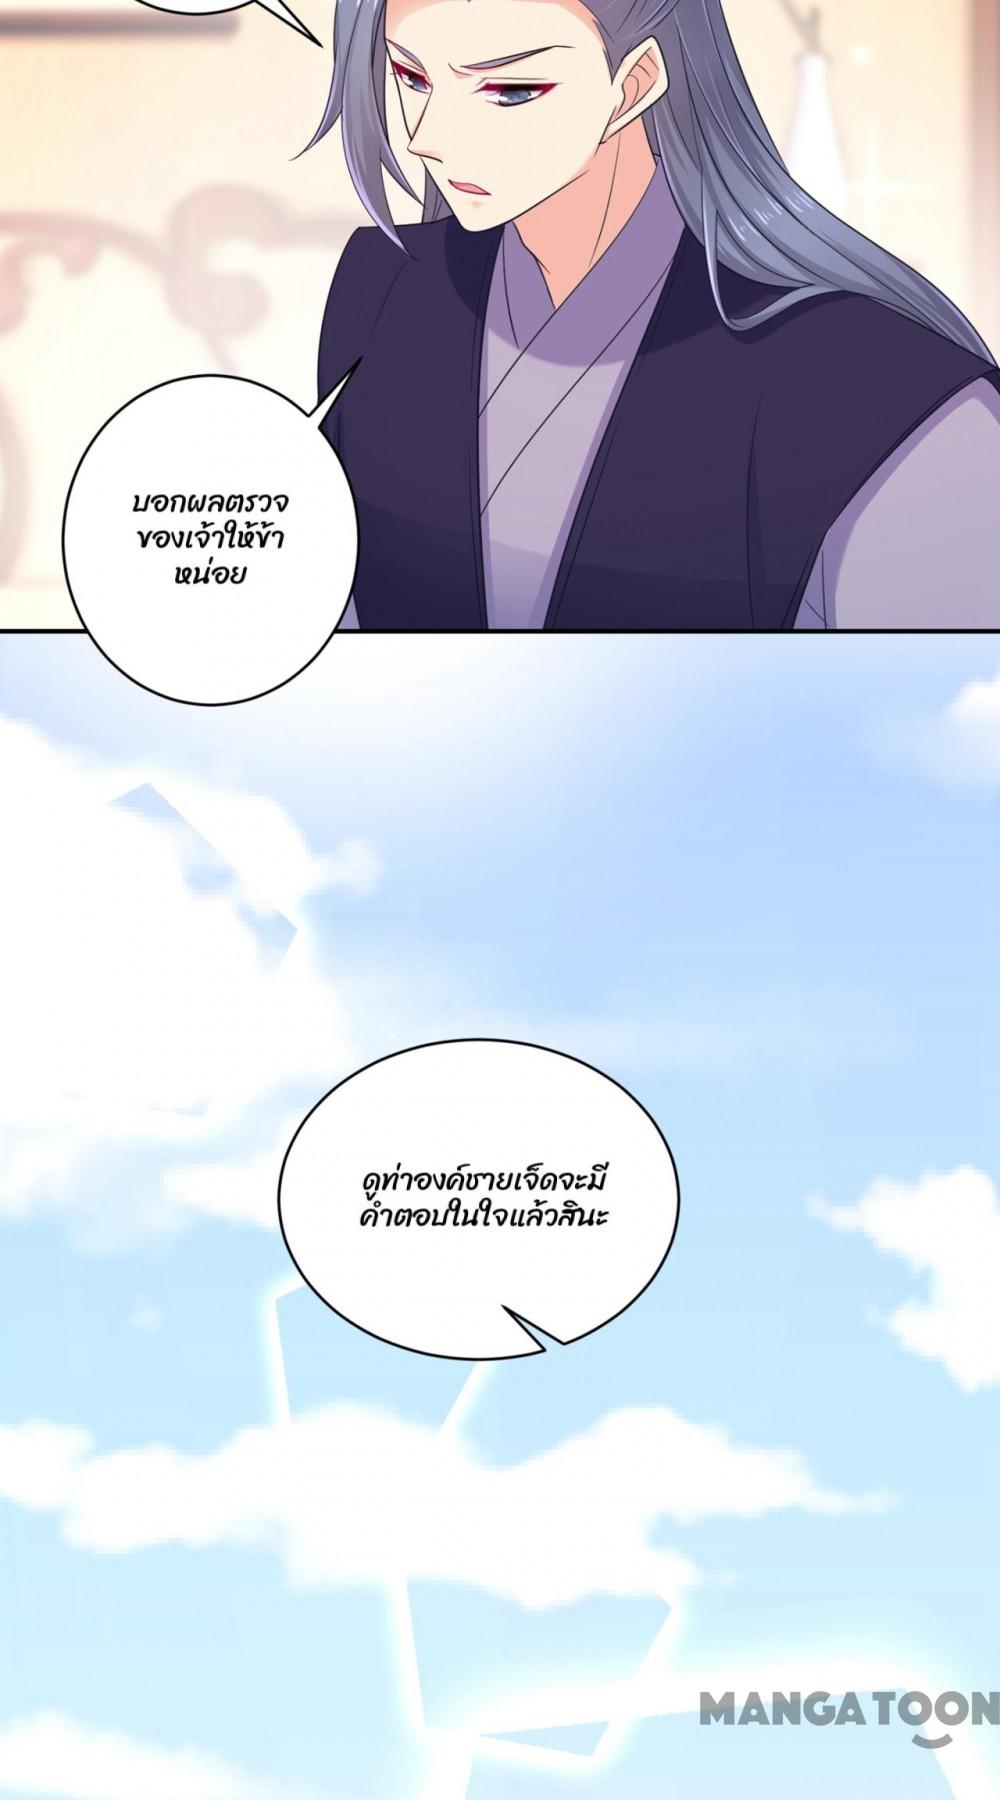 บอกผลตรวจ
ของเจ้าให้ข้า
หน่อย
ดูท่าองค์ชายเจ็ดจะมี
คำตอบในใจแล้วสินะ
MANGATOON